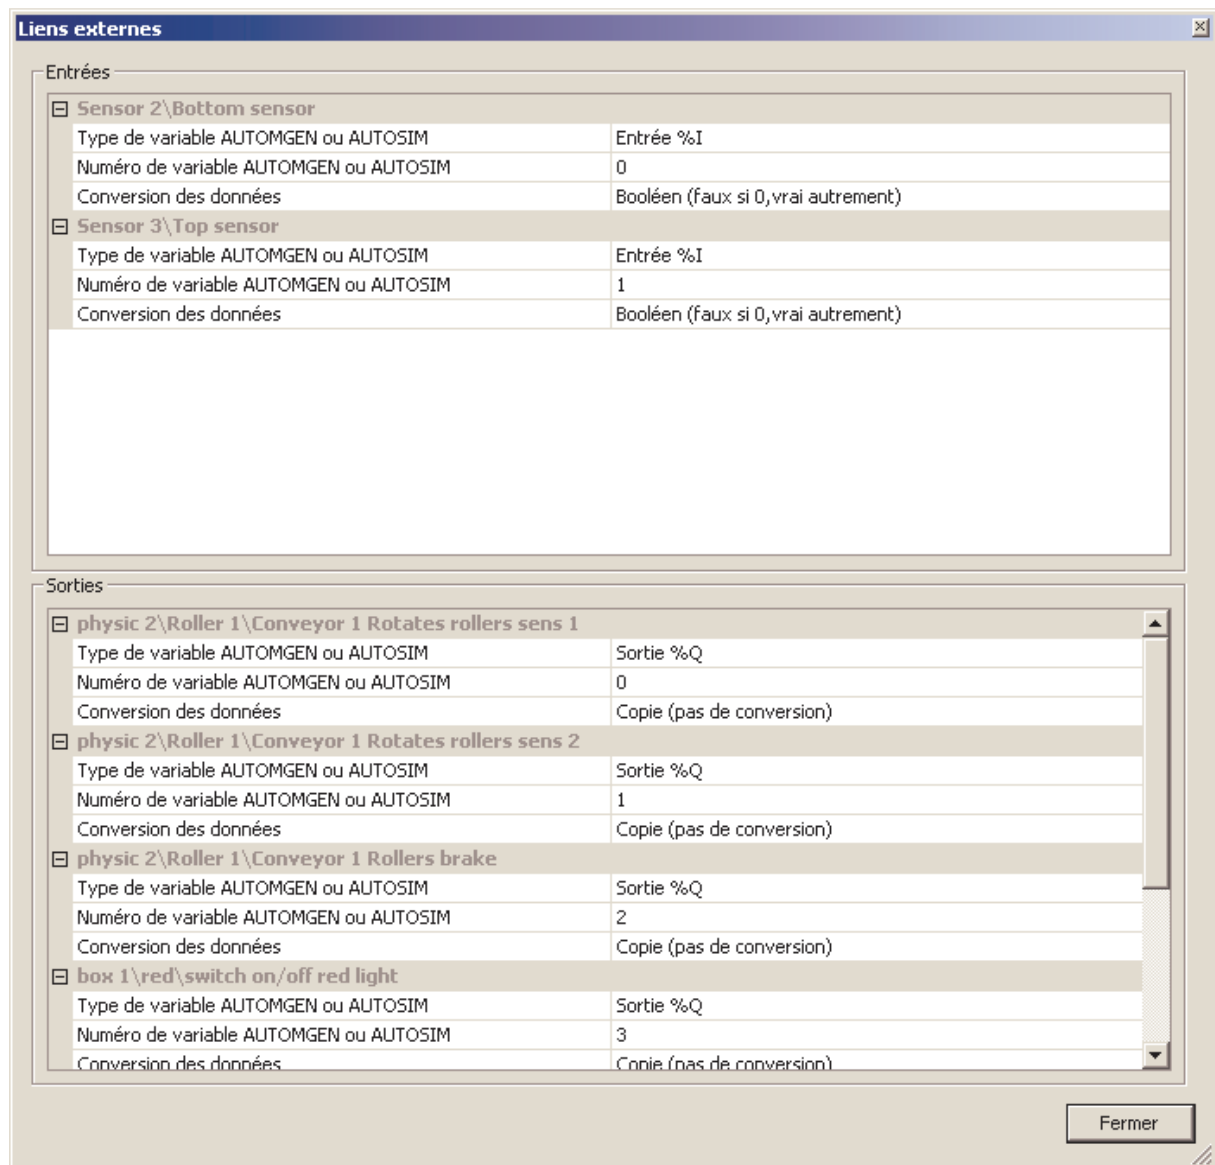 Liens externes
Entrées
Sensor 2\Bottom sensor
Type de variable AUTOMGEN ou AUTOSIM Entrée %I
Numéro de variable AUTOMGEN ou AUTOSIM 0
Conversion des données Booléen (faux si 0,vrai autrement)
Sensor 3\Top sensor
Type de variable AUTOMGEN ou AUTOSIM Entrée %I
Numéro de variable AUTOMGEN ou AUTOSIM 1
Conversion des données Booléen (faux si 0,vrai autrement)
Sorties
physic 2\Roller 1\Conveyor 1 Rotates rollers sens 1
Type de variable AUTOMGEN ou AUTOSIM Sortie %Q
Numéro de variable AUTOMGEN ou AUTOSIM 0
Conversion des données Copie (pas de conversion)
physic 2\Roller 1\Conveyor 1 Rotates rollers sens 2
Type de variable AUTOMGEN ou AUTOSIM Sortie %Q
Numéro de variable AUTOMGEN ou AUTOSIM 1
Conversion des données Copie (pas de conversion)
physic 2\Roller 1\Conveyor 1 Rollers brake
Type de variable AUTOMGEN ou AUTOSIM Sortie %Q
Numéro de variable AUTOMGEN ou AUTOSIM 2
Conversion des données Copie (pas de conversion)
box 1\red\switch on/off red light
Type de variable AUTOMGEN ou AUTOSIM Sortie %Q
Numéro de variable AUTOMGEN ou AUTOSIM 3
Conversion des données Copie (pas de conversion)
Fermer